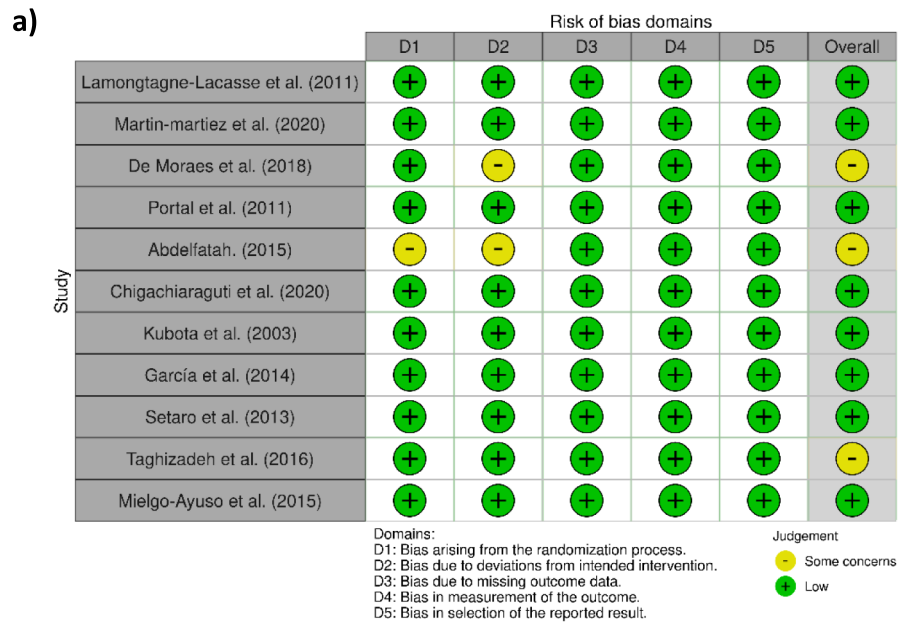 a)
Risk of bias domains
D1 D2 D3 D4 D5 Overall
Lamongtagne-Lacasse et al. (2011) + + + + + +
Martin-martiez et al. (2020) + + + + + +
De Moraes et al. (2018) + - + + + -
Portal et al. (2011) + + + + + +
Abdelfatah. (2015) - - + + + -
Chigachiaraguti et al. (2020) + + + + + +
Kubota et al. (2003) + + + + + +
García et al. (2014) + + + + + +
Setaro et al. (2013) + + + + + +
Taghizadeh et al. (2016) + + + + + -
Mielgo-Ayuso et al. (2015) + + + + + +
Study
Domains:
D1: Bias arising from the randomization process.
D2: Bias due to deviations from intended intervention.
D3: Bias due to missing outcome data.
D4: Bias in measurement of the outcome.
D5: Bias in selection of the reported result.
Judgement
- Some concerns
+ Low